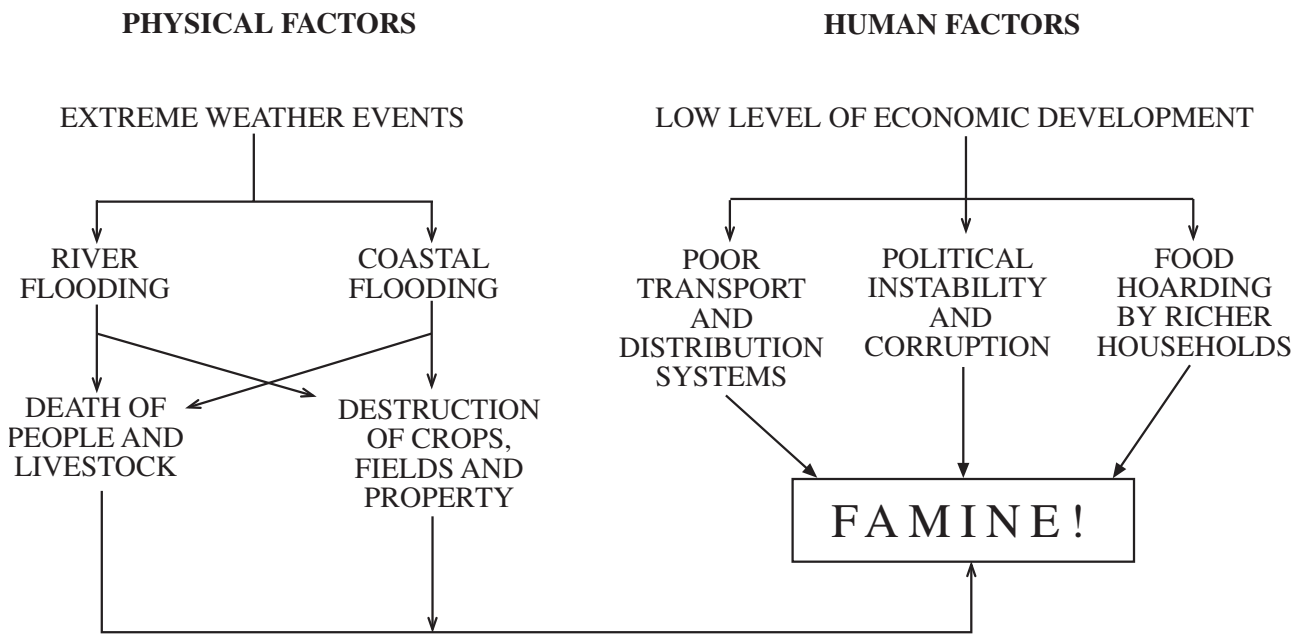 PHYSICAL FACTORS
HUMAN FACTORS
EXTREME WEATHER EVENTS
LOW LEVEL OF ECONOMIC DEVELOPMENT
RIVER
FLOODING
COASTAL
FLOODING
POOR
TRANSPORT
AND
DISTRIBUTION
SYSTEMS
POLITICAL
INSTABILITY
AND
CORRUPTION
FOOD
HOARDING
BY RICHER
HOUSEHOLDS
DEATH OF
PEOPLE AND
LIVESTOCK
DESTRUCTION
OF CROPS,
FIELDS AND
PROPERTY
FAMINE!